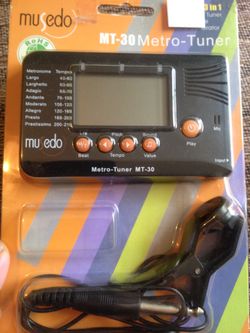 musedo
MT-30 Metro-Tuner
3 in 1
Tuner
Metronome Tempo
Largo 40-60
Larghetto 60-66
Adagio 66-76
Andante 76-108
Moderato 108-120
Allegro 120-168
Presto 168-200
Prestissimo 200-208
musedo
Pitch
Sound
Beat
Tempo
Value
Play
Mic
Input
Metro-Tuner MT-30